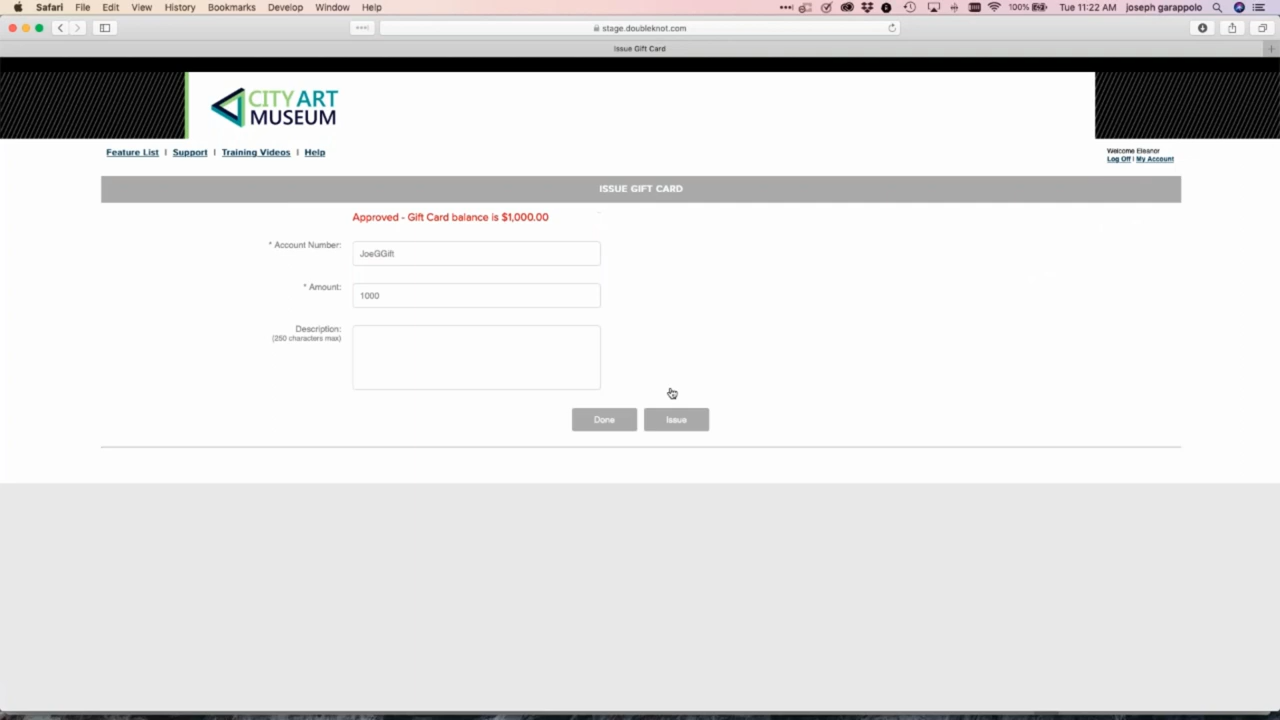 Safari File Edit View History Bookmarks Develop Window Help 100% Tue 11:22 AM joseph garappolo
stage.doubleknot.com
Issue Gift Card
CITY ART
MUSEUM
Feature List | Support | Training Videos | Help
Welcome Eleanor
Log Off | My Account
ISSUE GIFT CARD
Approved - Gift Card balance is $1,000.00
* Account Number:
JoeGGift
* Amount:
1000
Description:
(250 characters max)
Done Issue